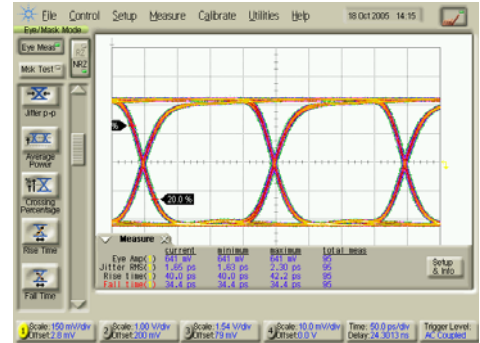 File Control Setup Measure Calibrate Utilities Help 18 Oct 2005 14:15
Eye/Mask Mode
Eye Meas
Msk Test
RZ
NRZ
Jitter p-p
Average Power
Crossing Percentage
Rise Time
Fall Time
%
20.0 %
Measure
current minimum maximum total meas
Eye Amp( ) 641 mV 641 mV 641 mV 95
Jitter RMS( ) 1.65 ps 1.63 ps 2.30 ps 95
Rise time( ) 40.0 ps 40.0 ps 42.2 ps 95
Fall time( ) 34.4 ps 34.4 ps 34.4 ps 95
Setup & Info
1 Scale: 150 mV/div
Offset: 2.8 mV
2 Scale: 1.00 V/div
Offset: 200 mV
3 Scale: 1.54 V/div
Offset: 79 mV
4 Scale: 10.0 mV/div
Offset: 0.0 V
Time: 50.0 ps/div
Delay: 24.3013 ns
Trigger Level:
AC Coupled